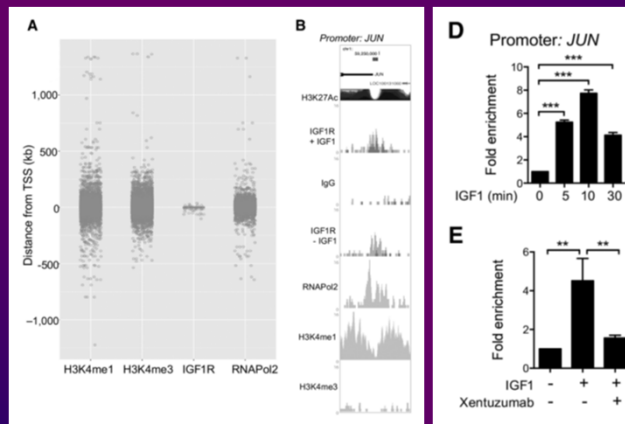 A
1,000
500
0
-500
-1,000
Distance from TSS (kb)
H3K4me1 H3K4me3 IGF1R RNAPol2
B
Promoter: JUN
JUN
H3K27Ac
IGF1R
+ IGF1
IgG
IGF1R
- IGF1
RNAPol2
H3K4me1
H3K4me3
D
Promoter: JUN
***
***
***
10
8
6
4
2
0
Fold enrichment
IGF1 (min) 0 5 10 30
E
** **
6
4
2
0
Fold enrichment
IGF1 - + +
Xentuzumab - - +